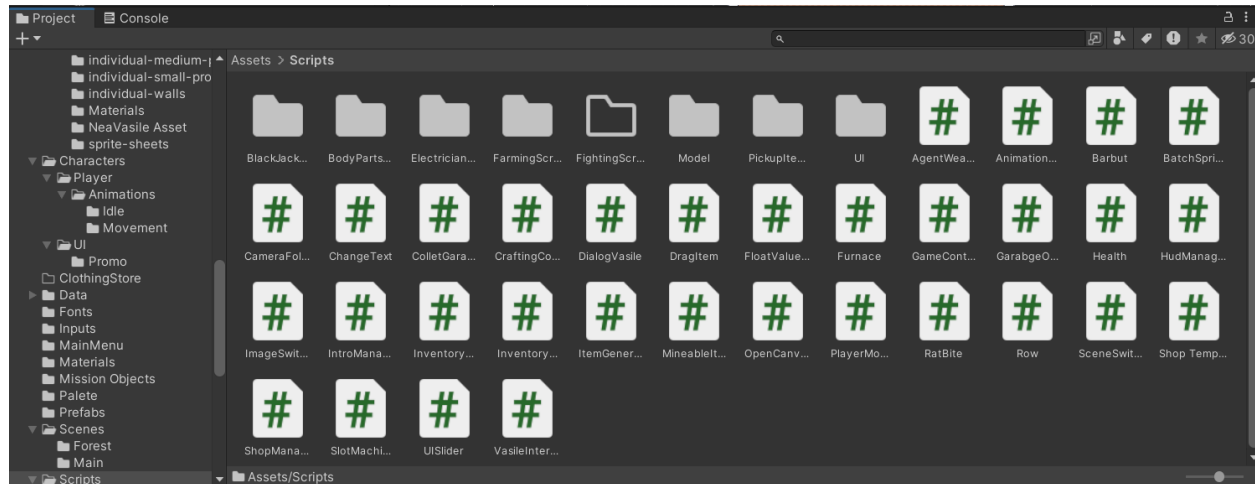 Project
Console
30
individual-medium-p
individual-small-pro
individual-walls
Materials
NeaVasile Asset
sprite-sheets
Characters
Player
Animations
Idle
Movement
UI
Promo
ClothingStore
Data
Fonts
Inputs
MainMenu
Materials
Mission Objects
Palete
Prefabs
Scenes
Forest
Main
Scripts
Assets > Scripts
BlackJack... BodyParts... Electrician... FarmingScr... FightingScr... Model PickupIte... UI AgentWea... Animation... Barbut BatchSpri...
CameraFol... ChangeText ColletGara... CraftingCo... DialogVasile DragItem FloatValue... Furnace GameCont... GarabgeO... Health HudManag...
ImageSwit... IntroMana... Inventory... Inventory... ItemGener... MineableIt... OpenCanv... PlayerMo... RatBite Row SceneSwit... Shop Temp...
ShopMana... SlotMachi... UISlider VasileInter...
Assets/Scripts